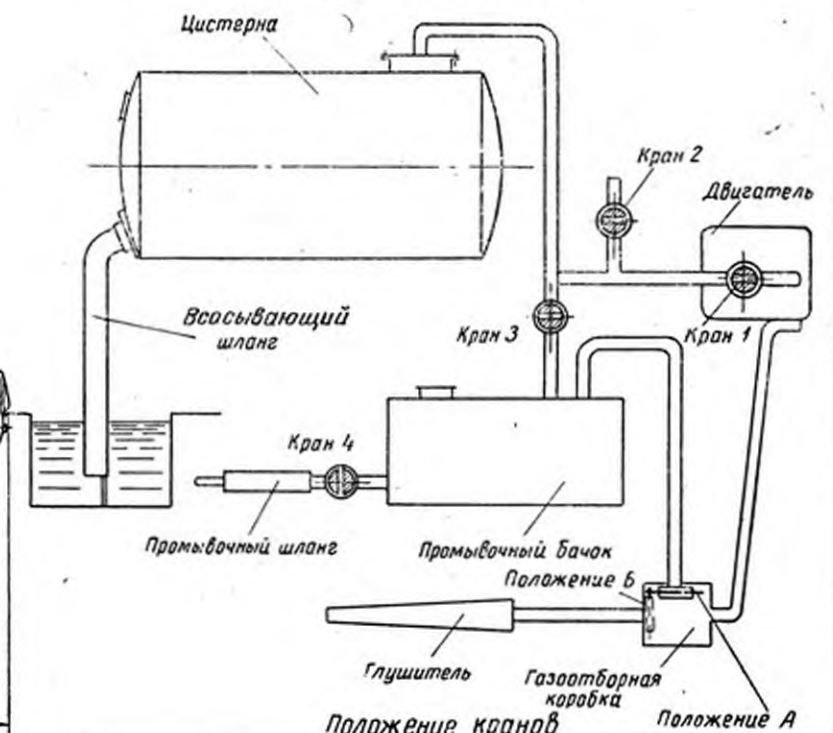 Цистерна
Кран 2
Двигатель
Всосывающий
шланг
Кран 3
Кран 1
Кран 4
Промывочный шланг
Промывочный бачок
Положение Б
Глушитель
Газоотборная
коробка
Положение А
Положение кранов